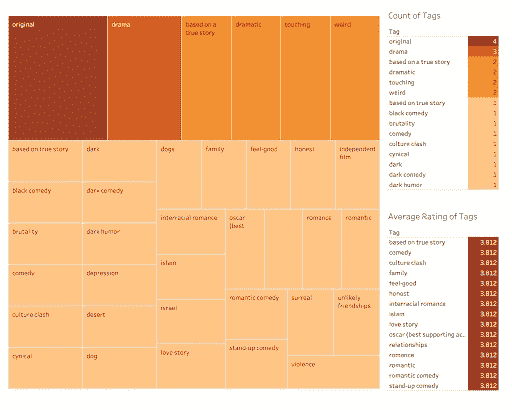 original
drama
based on a
true story
dramatic
touching
weird
based on true story
dark
dogs
family
feel-good
honest
independent
film
black comedy
dark comedy
brutality
dark humor
interracial romance
oscar
(best
romance
romantic
comedy
depression
islam
culture clash
desert
israel
romantic comedy
surreal
unlikely
friendships
cynical
dog
love story
stand-up comedy
violence
Count of Tags
Tag
original 4
drama 3
based on a true story 2
dramatic 2
touching 2
weird 2
based on true story 1
black comedy 1
brutality 1
comedy 1
culture clash 1
cynical 1
dark 1
dark comedy 1
dark humor 1
Average Rating of Tags
Tag
based on true story 3.812
comedy 3.812
culture clash 3.812
family 3.812
feel-good 3.812
honest 3.812
interracial romance 3.812
islam 3.812
love story 3.812
oscar (best supporting ac.. 3.812
relationships 3.812
romance 3.812
romantic 3.812
romantic comedy 3.812
stand-up comedy 3.812